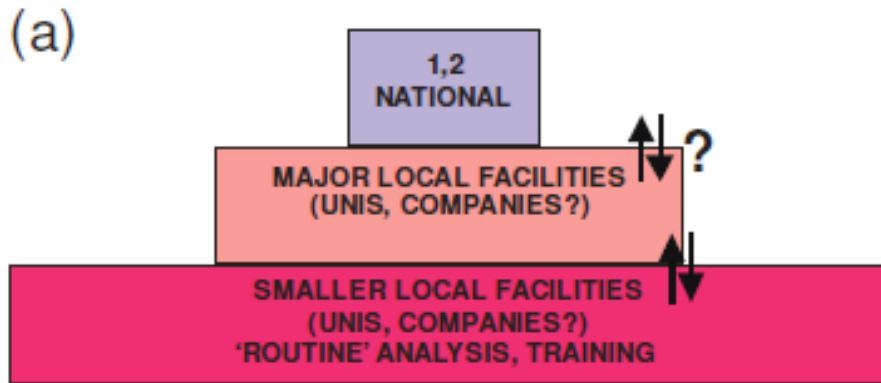 (a)
1,2
NATIONAL
?
MAJOR LOCAL FACILITIES
(UNIS, COMPANIES?)
SMALLER LOCAL FACILITIES
(UNIS, COMPANIES?)
‘ROUTINE’ ANALYSIS, TRAINING